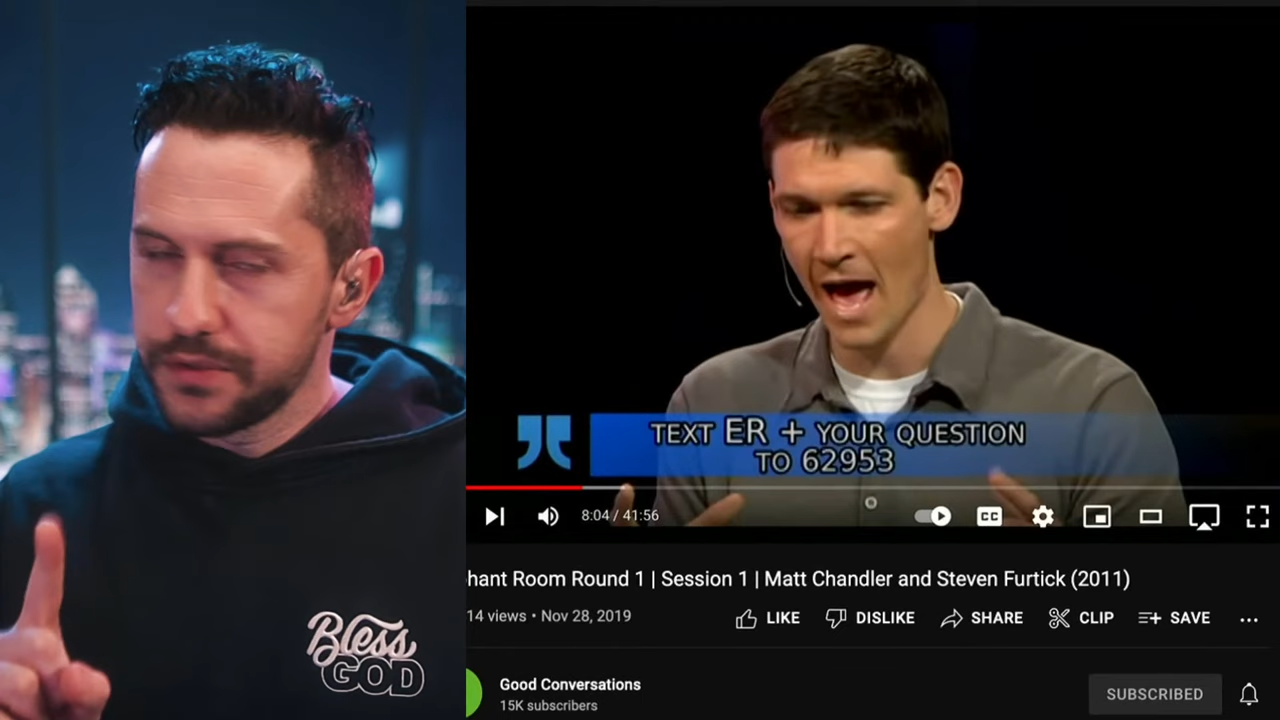 Bless
GOD
TEXT ER + YOUR QUESTION
TO 62953
8:04 / 41:56
CC
hant Room Round 1 | Session 1 | Matt Chandler and Steven Furtick (2011)
14 views • Nov 28, 2019
LIKE
DISLIKE
SHARE
CLIP
SAVE
Good Conversations
15K subscribers
SUBSCRIBED